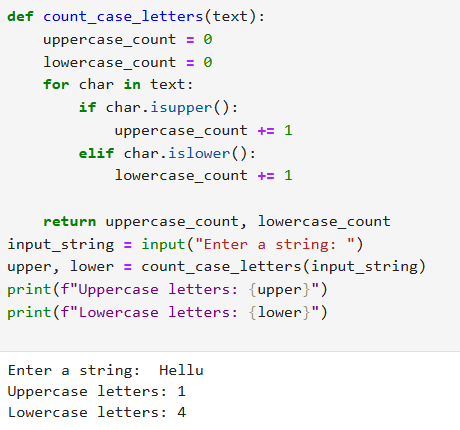 def count_case_letters(text):
    uppercase_count = 0
    lowercase_count = 0
    for char in text:
        if char.isupper():
            uppercase_count += 1
        elif char.islower():
            lowercase_count += 1

    return uppercase_count, lowercase_count
input_string = input("Enter a string: ")
upper, lower = count_case_letters(input_string)
print(f"Uppercase letters: {upper}")
print(f"Lowercase letters: {lower}")

Enter a string:  Hellu
Uppercase letters: 1
Lowercase letters: 4